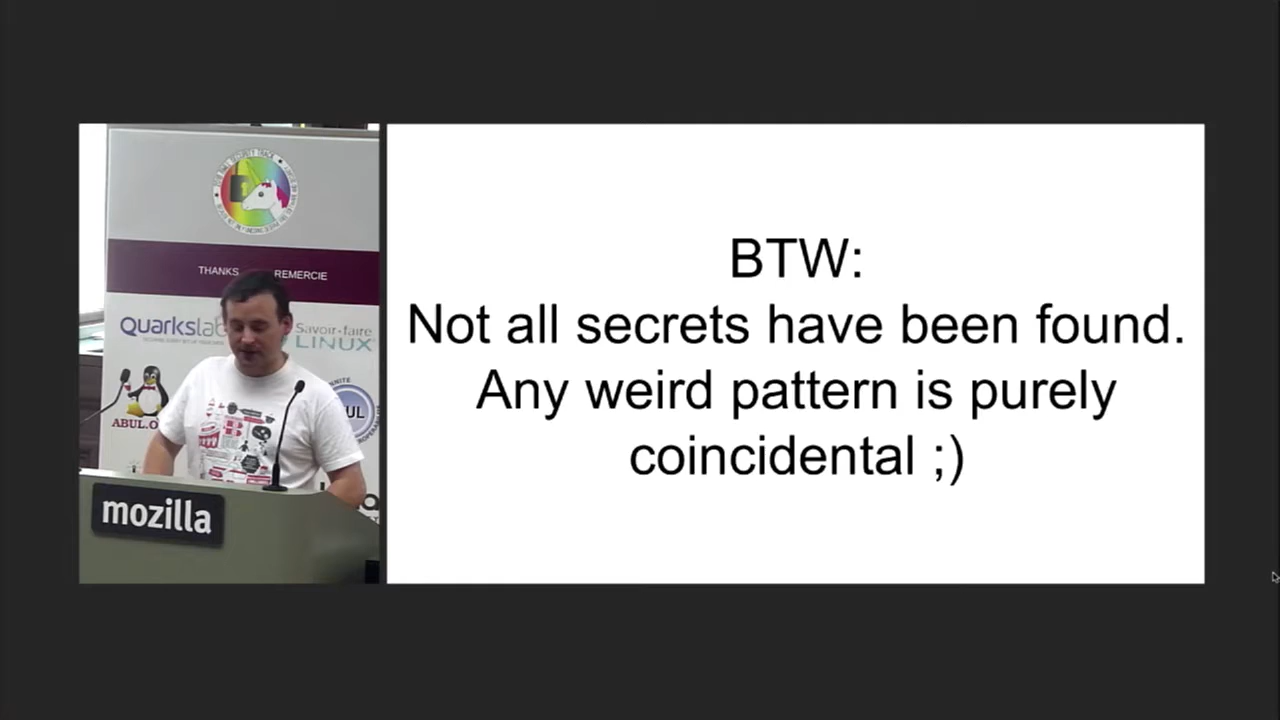 THANKS REMERCIE
Quarksla
Savoir-faire
LINUX
ABUL.O
UL
mozilla
BTW:
Not all secrets have been found.
Any weird pattern is purely
coincidental ;)